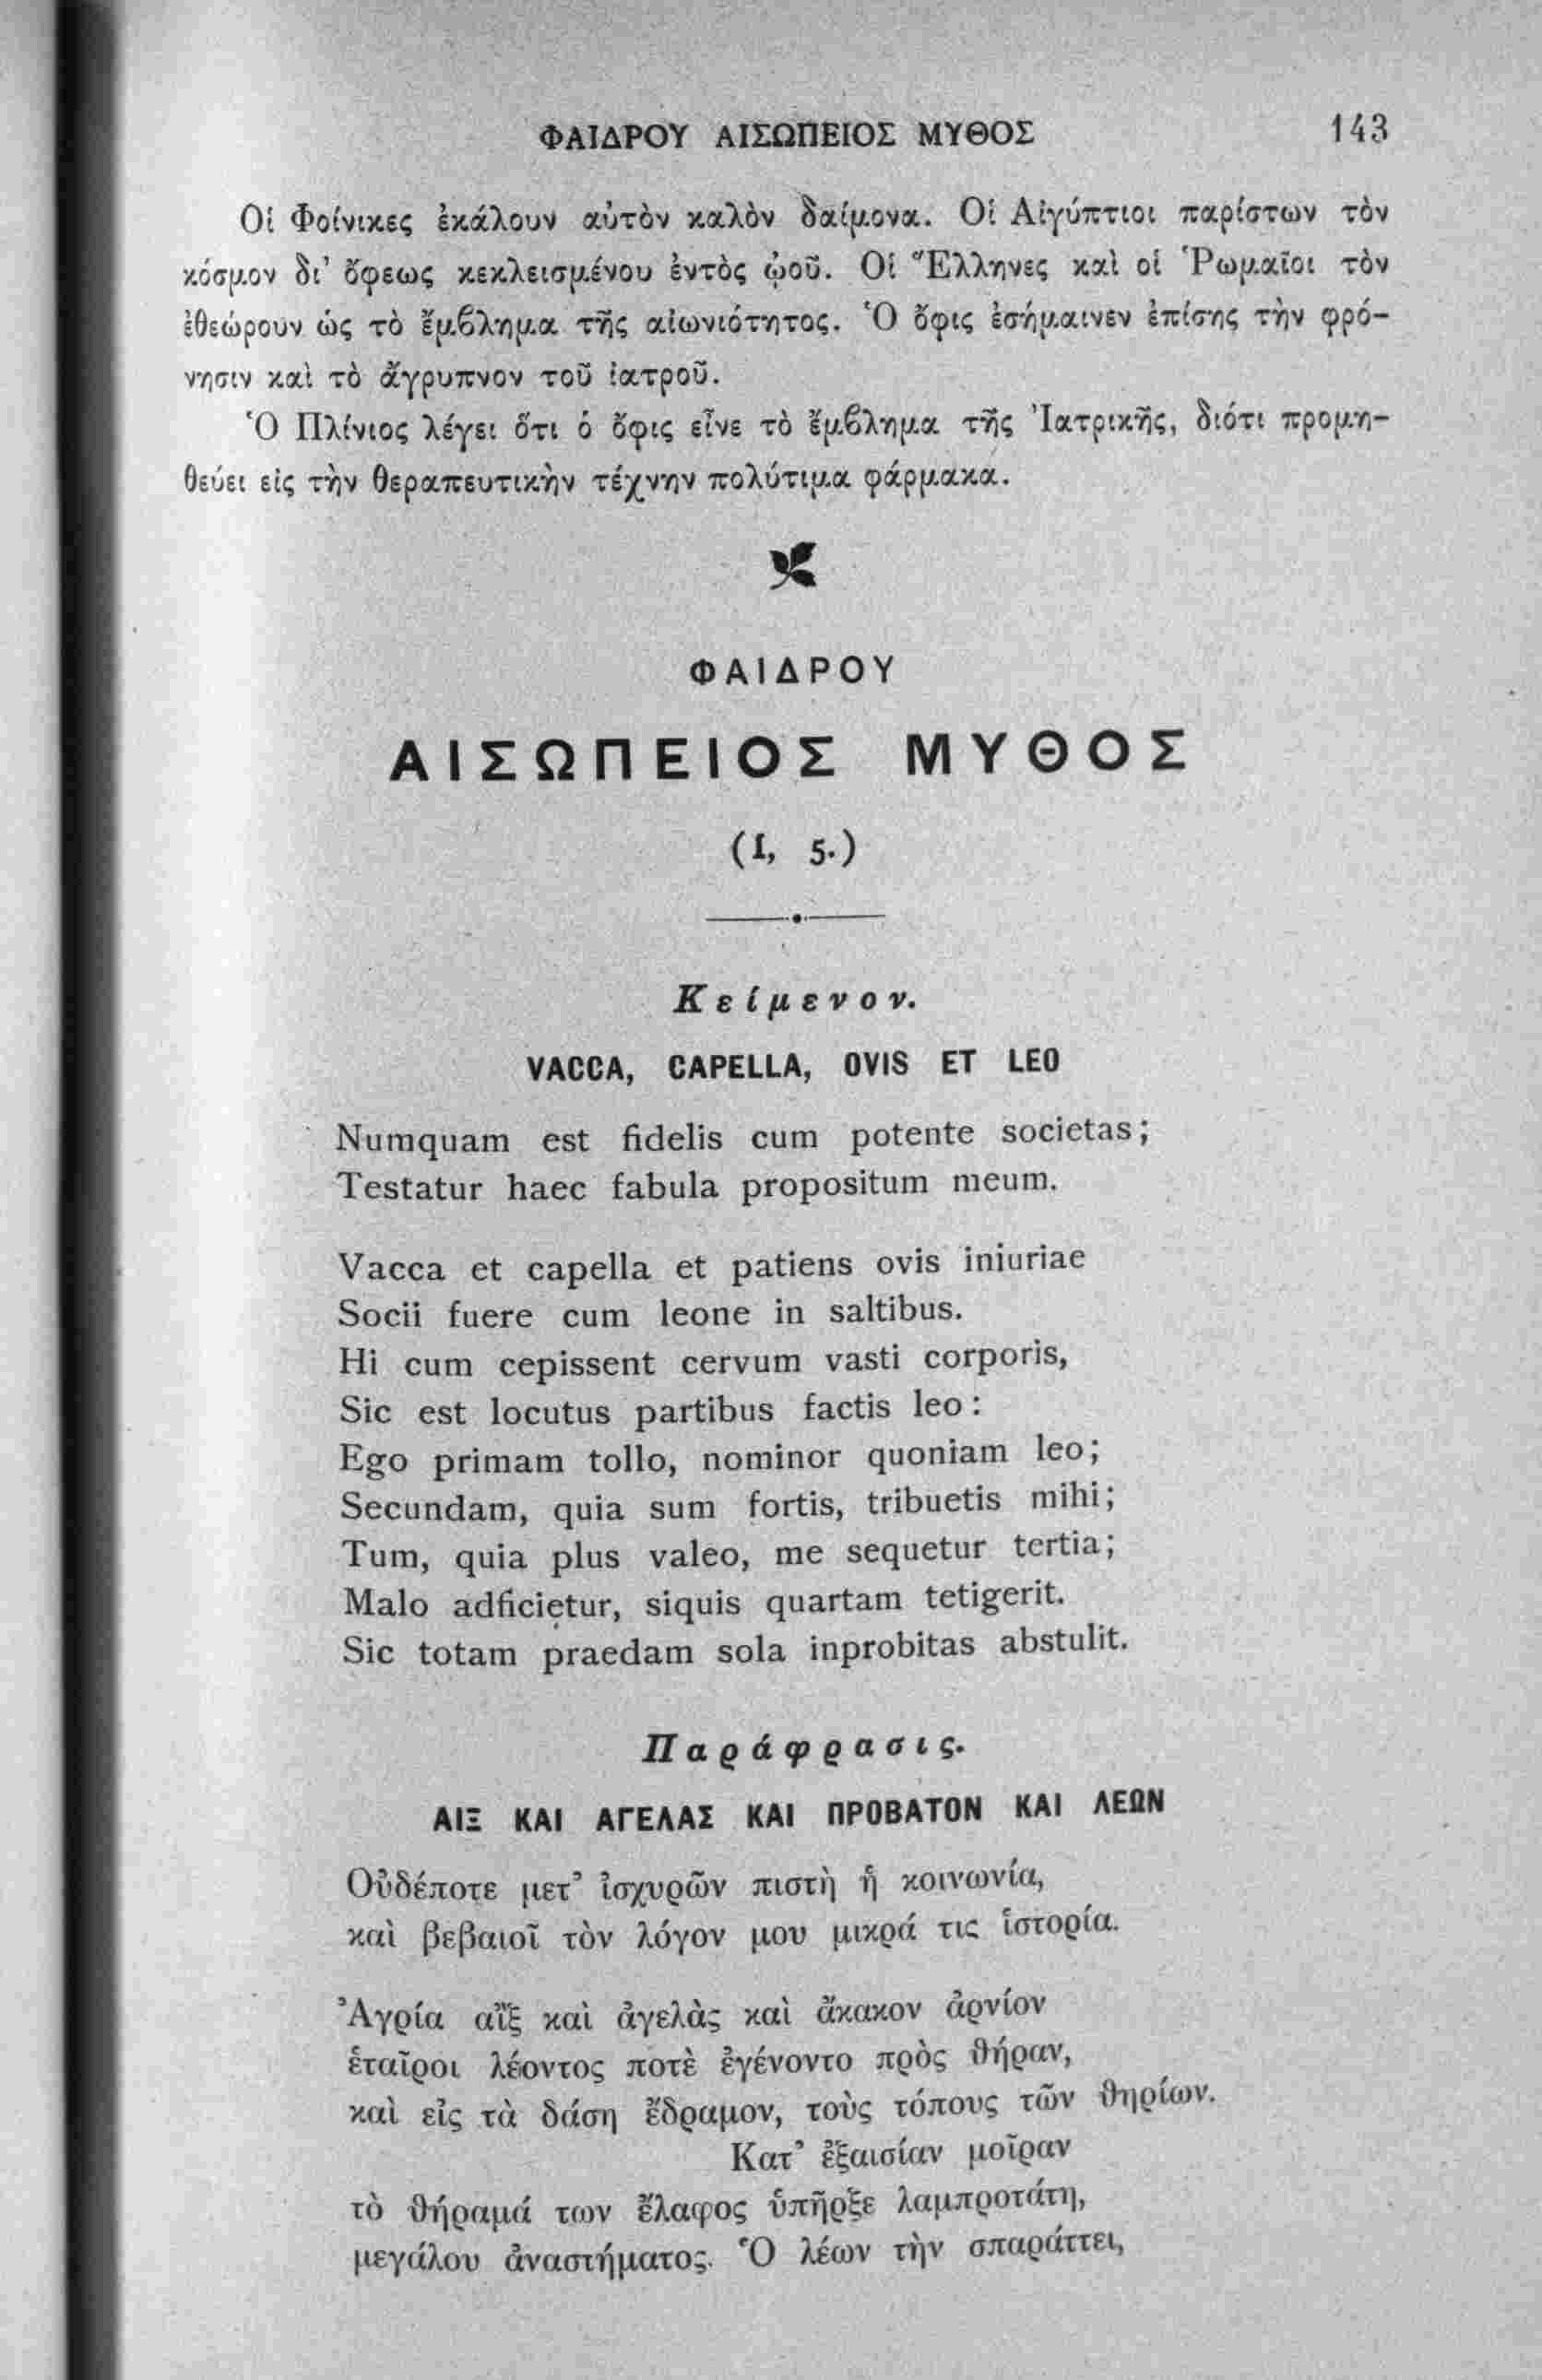 ΦΑΙΔΡΟΥ ΑΙΣΩΠΕΙΟΣ ΜΥΘΟΣ 143
Οἱ Φοίνικες ἐκάλουν αὐτὸν καλὸν δαίμονα. Οἱ Αἰγύπτιοι παρίστων τὸν
κόσμον δι’ ὄφεως κεκλεισμένου ἐντὸς ᾠοῦ. Οἱ Ἕλληνες καὶ οἱ Ῥωμαῖοι τὸν
ἐθεώρουν ὡς τὸ ἔμβλημα τῆς αἰωνιότητος. Ὁ ὄφις ἐσήμαινεν ἐπίσης τὴν φρό-
νησιν καὶ τὸ ἄγρυπνον τοῦ ἰατροῦ.
Ὁ Πλίνιος λέγει ὅτι ὁ ὄφις εἶνε τὸ ἔμβλημα τῆς Ἰατρικῆς, διότι προμη-
θεύει εἰς τὴν θεραπευτικὴν τέχνην πολύτιμα φάρμακα.
ΦΑΙΔΡΟΥ
ΑΙΣΩΠΕΙΟΣ ΜΥΘΟΣ
(I, 5.)
Κείμενον.
VACCA, CAPELLA, OVIS ET LEO
Numquam est fidelis cum potente societas;
Testatur haec fabula propositum meum.
Vacca et capella et patiens ovis iniuriae
Socii fuere cum leone in saltibus.
Hi cum cepissent cervum vasti corporis,
Sic est locutus partibus factis leo:
Ego primam tollo, nominor quoniam leo;
Secundam, quia sum fortis, tribuetis mihi;
Tum, quia plus valeo, me sequetur tertia;
Malo adficietur, siquis quartam tetigerit.
Sic totam praedam sola inprobitas abstulit.
Παράφρασις.
ΑΙΞ ΚΑΙ ΑΓΕΛΑΣ ΚΑΙ ΠΡΟΒΑΤΟΝ ΚΑΙ ΛΕΩΝ
Οὐδέποτε μετ’ ἰσχυρῶν πιστὴ ἡ κοινωνία,
καὶ βεβαιοῖ τὸν λόγον μου μικρά τις ἱστορία.
Ἀγρία αἲξ καὶ ἀγελὰς καὶ ἄκακον ἀρνίον
ἑταῖροι λέοντος ποτὲ ἐγένοντο πρὸς θήραν,
καὶ εἰς τὰ δάση ἔδραμον, τοὺς τόπους τῶν θηρίων.
Κατ’ ἐξαισίαν μοῖραν
τὸ θήραμά των ἔλαφος ὑπῆρξε λαμπροτάτη,
μεγάλου ἀναστήματος. Ὁ λέων τὴν σπαράττει,